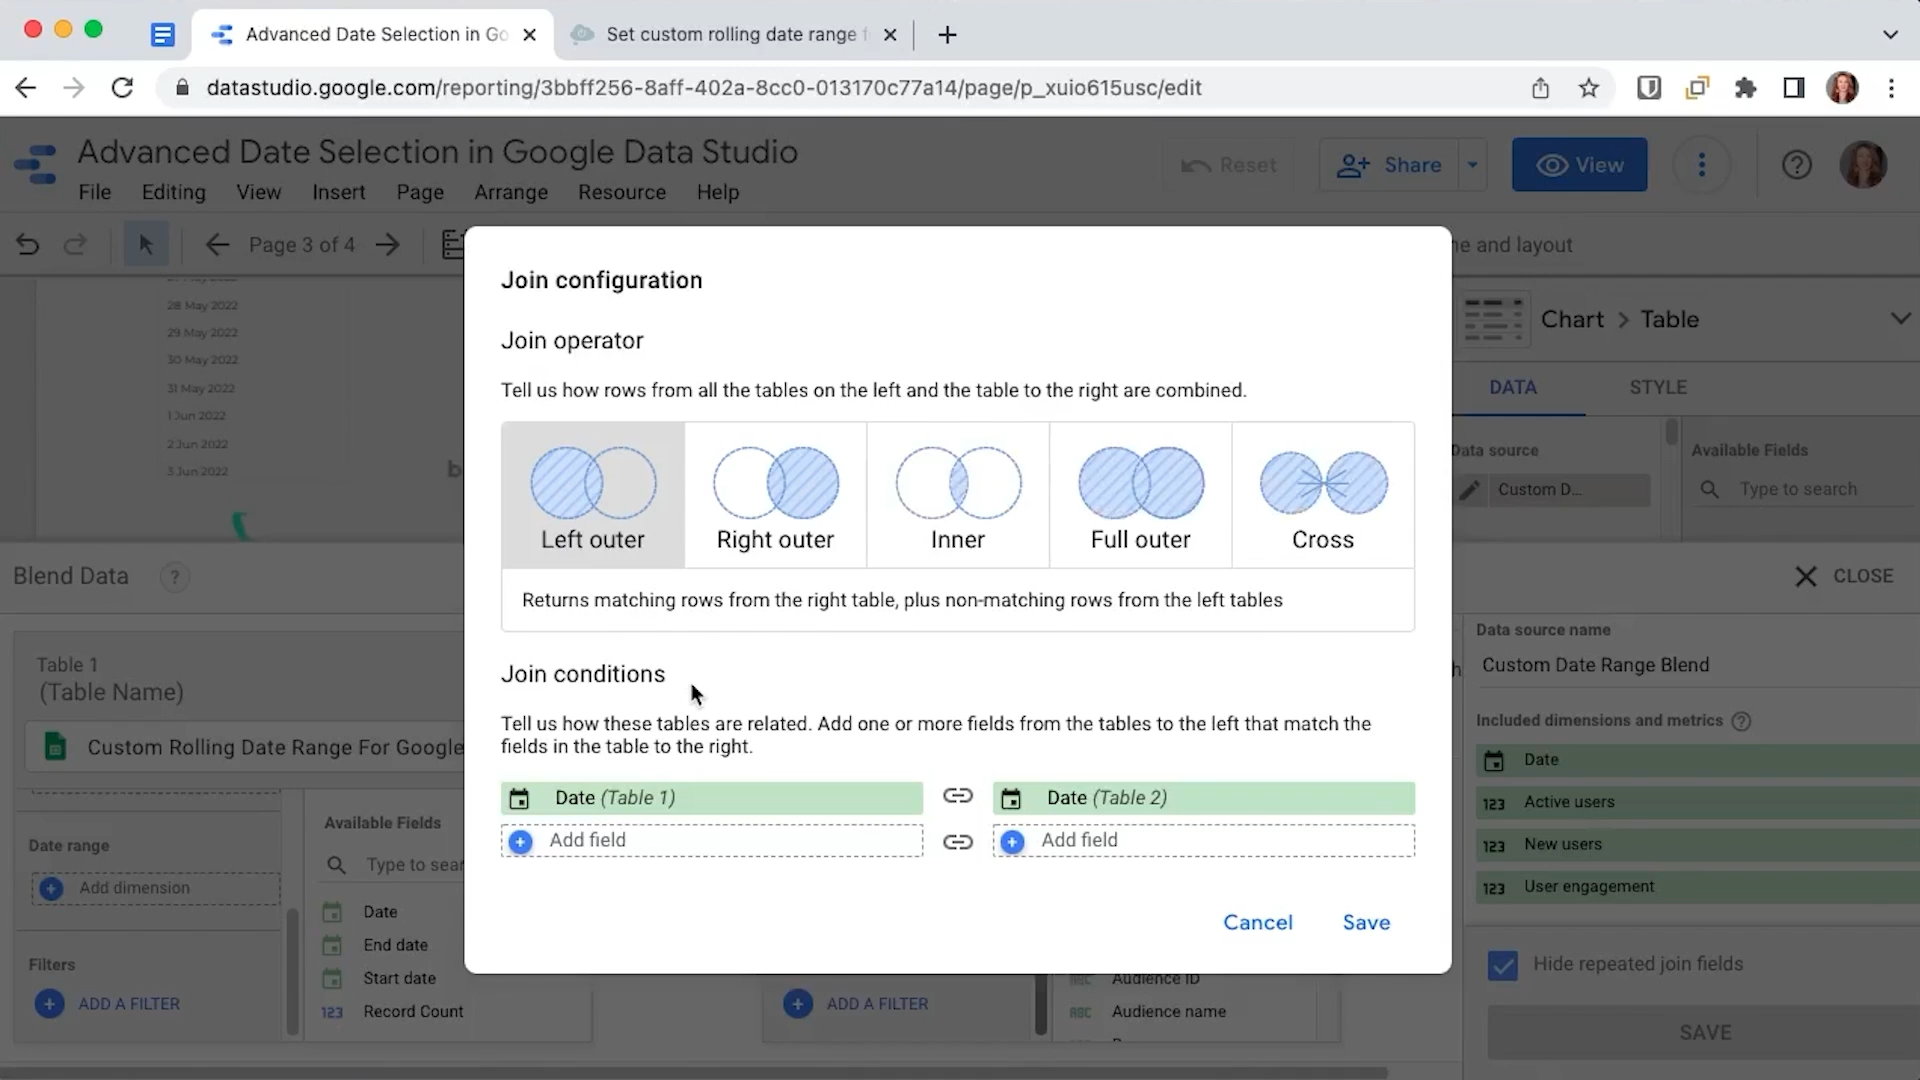 Advanced Date Selection in Go
Set custom rolling date range f
datastudio.google.com/reporting/3bbff256-8aff-402a-8cc0-013170c77a14/page/p_xuio615usc/edit
Advanced Date Selection in Google Data Studio
Reset
Share
View
File Editing View Insert Page Arrange Resource Help
Page 3 of 4
me and layout
28 May 2022
29 May 2022
30 May 2022
31 May 2022
1 Jun 2022
2 Jun 2022
3 Jun 2022
b
Chart > Table
DATA STYLE
Data source
Custom D...
Available Fields
Type to search
Join configuration
Join operator
Tell us how rows from all the tables on the left and the table to the right are combined.
Left outer
Right outer
Inner
Full outer
Cross
Returns matching rows from the right table, plus non-matching rows from the left tables
Join conditions
Tell us how these tables are related. Add one or more fields from the tables to the left that match the
fields in the table to the right.
Date (Table 1)
Date (Table 2)
Add field
Add field
Cancel
Save
Blend Data ?
CLOSE
Table 1
(Table Name)
Custom Rolling Date Range For Google
Date range
Add dimension
Filters
ADD A FILTER
Available Fields
Type to sear
Date
End date
Start date
123 Record Count
ADD A FILTER
ABC Audience ID
ABC Audience name
Data source name
Custom Date Range Blend
Included dimensions and metrics ?
Date
123 Active users
123 New users
123 User engagement
Hide repeated join fields
SAVE